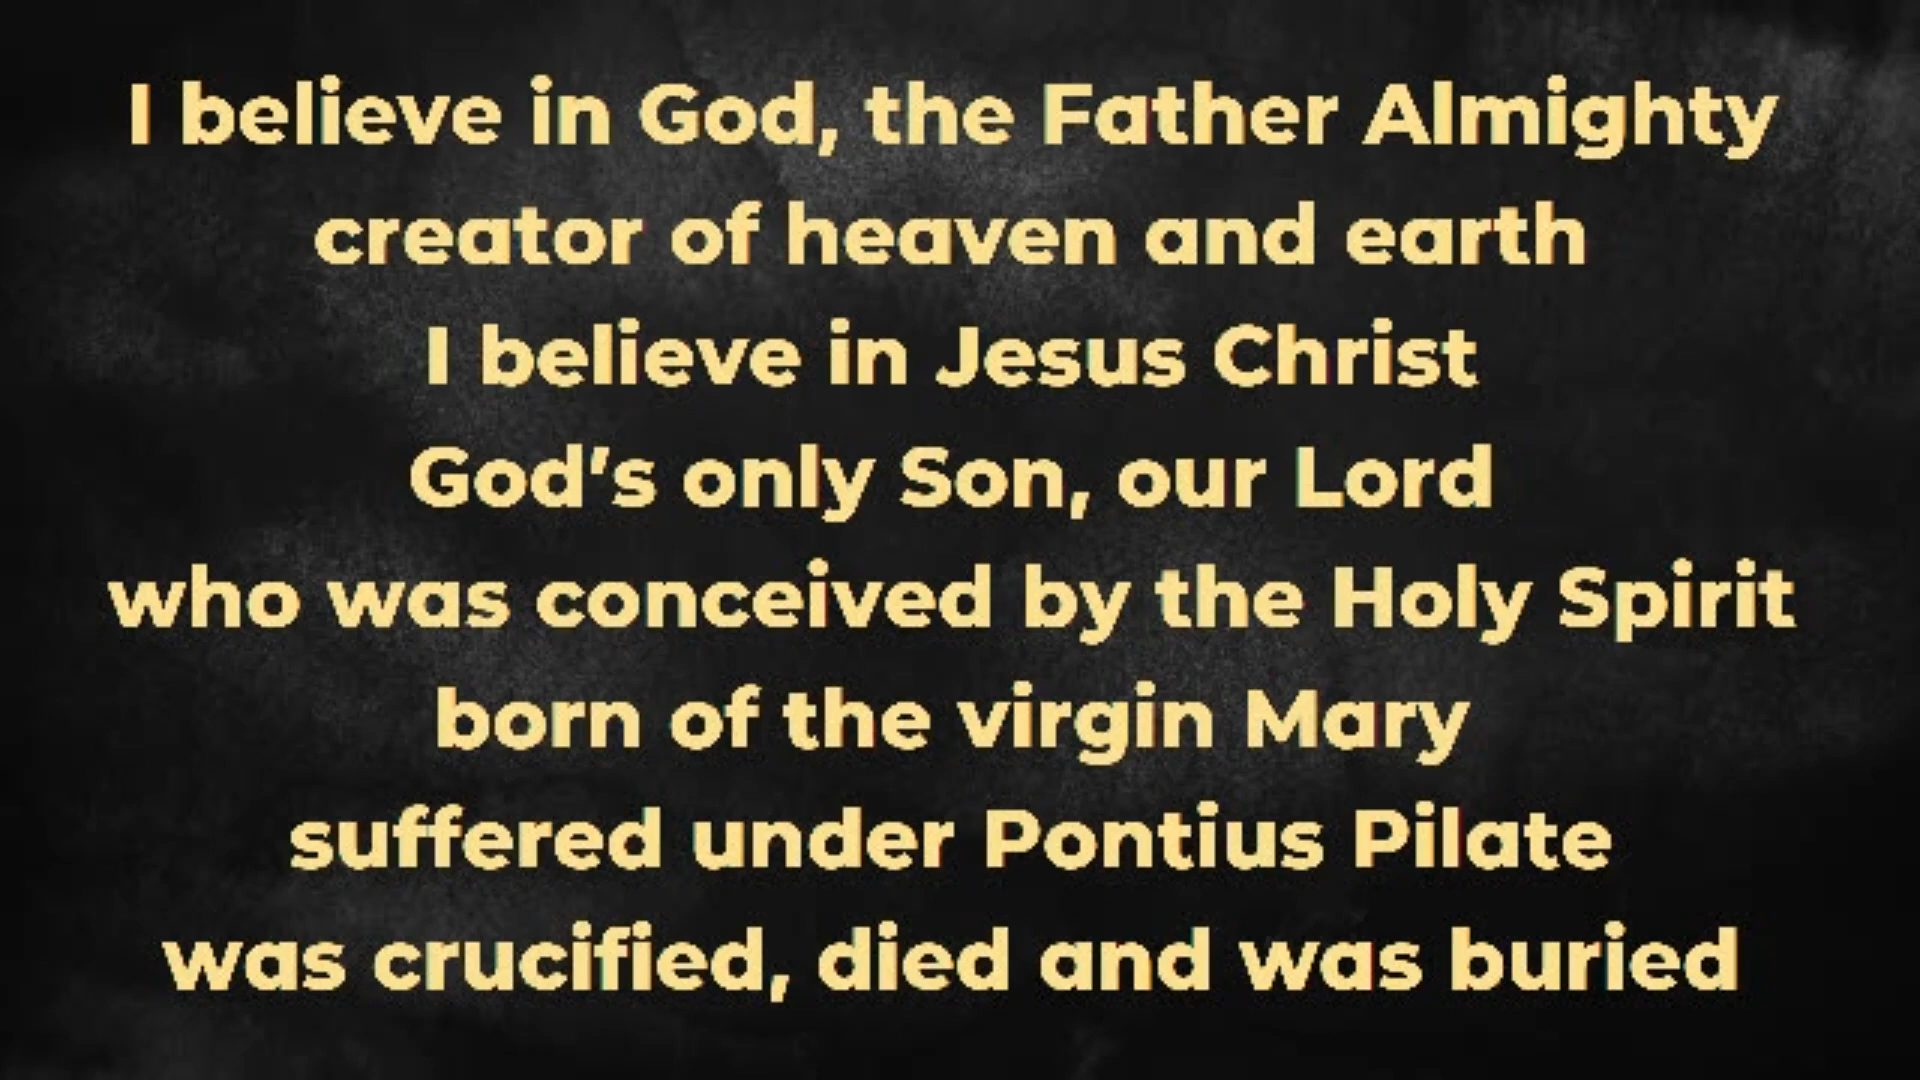 I believe in God, the Father Almighty
creator of heaven and earth
I believe in Jesus Christ
God’s only Son, our Lord
who was conceived by the Holy Spirit
born of the virgin Mary
suffered under Pontius Pilate
was crucified, died and was buried